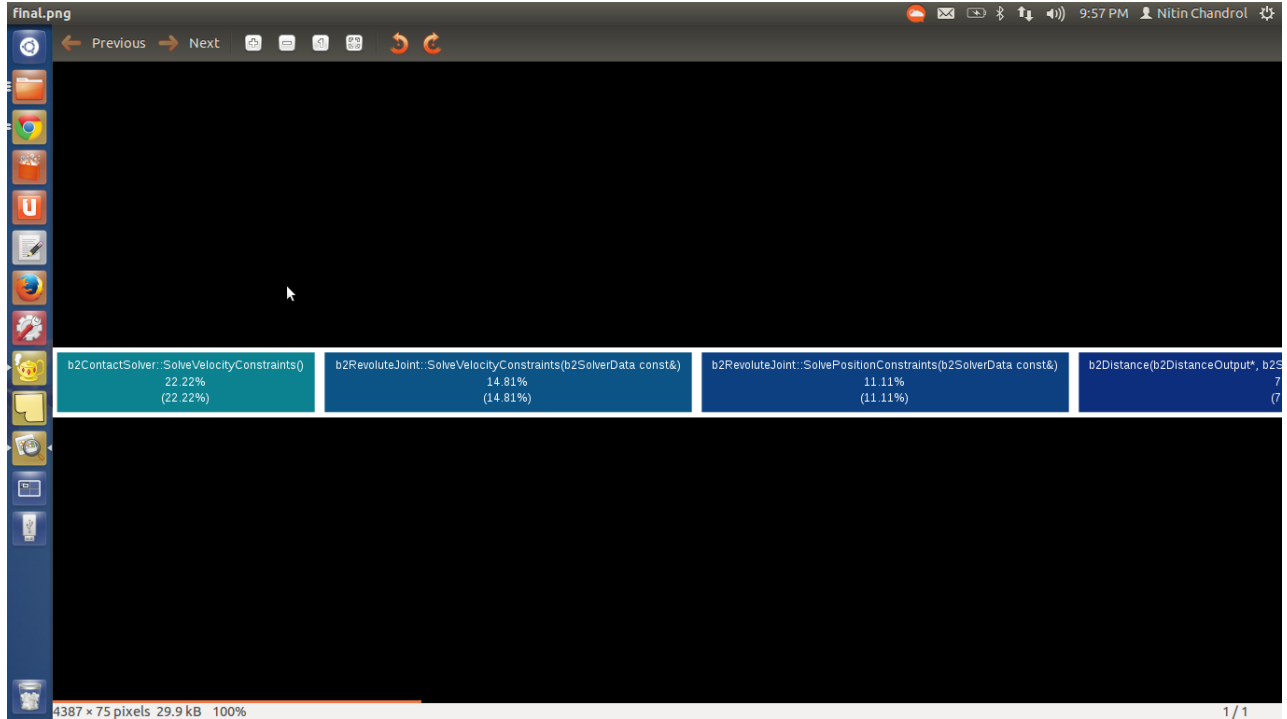 final.png
9:57 PM Nitin Chandrol
Previous Next
b2ContactSolver::SolveVelocityConstraints()
22.22%
(22.22%)
b2RevoluteJoint::SolveVelocityConstraints(b2SolverData const&)
14.81%
(14.81%)
b2RevoluteJoint::SolvePositionConstraints(b2SolverData const&)
11.11%
(11.11%)
b2Distance(b2DistanceOutput*, b2S
7
(7
4387 × 75 pixels 29.9 kB 100%
1 / 1